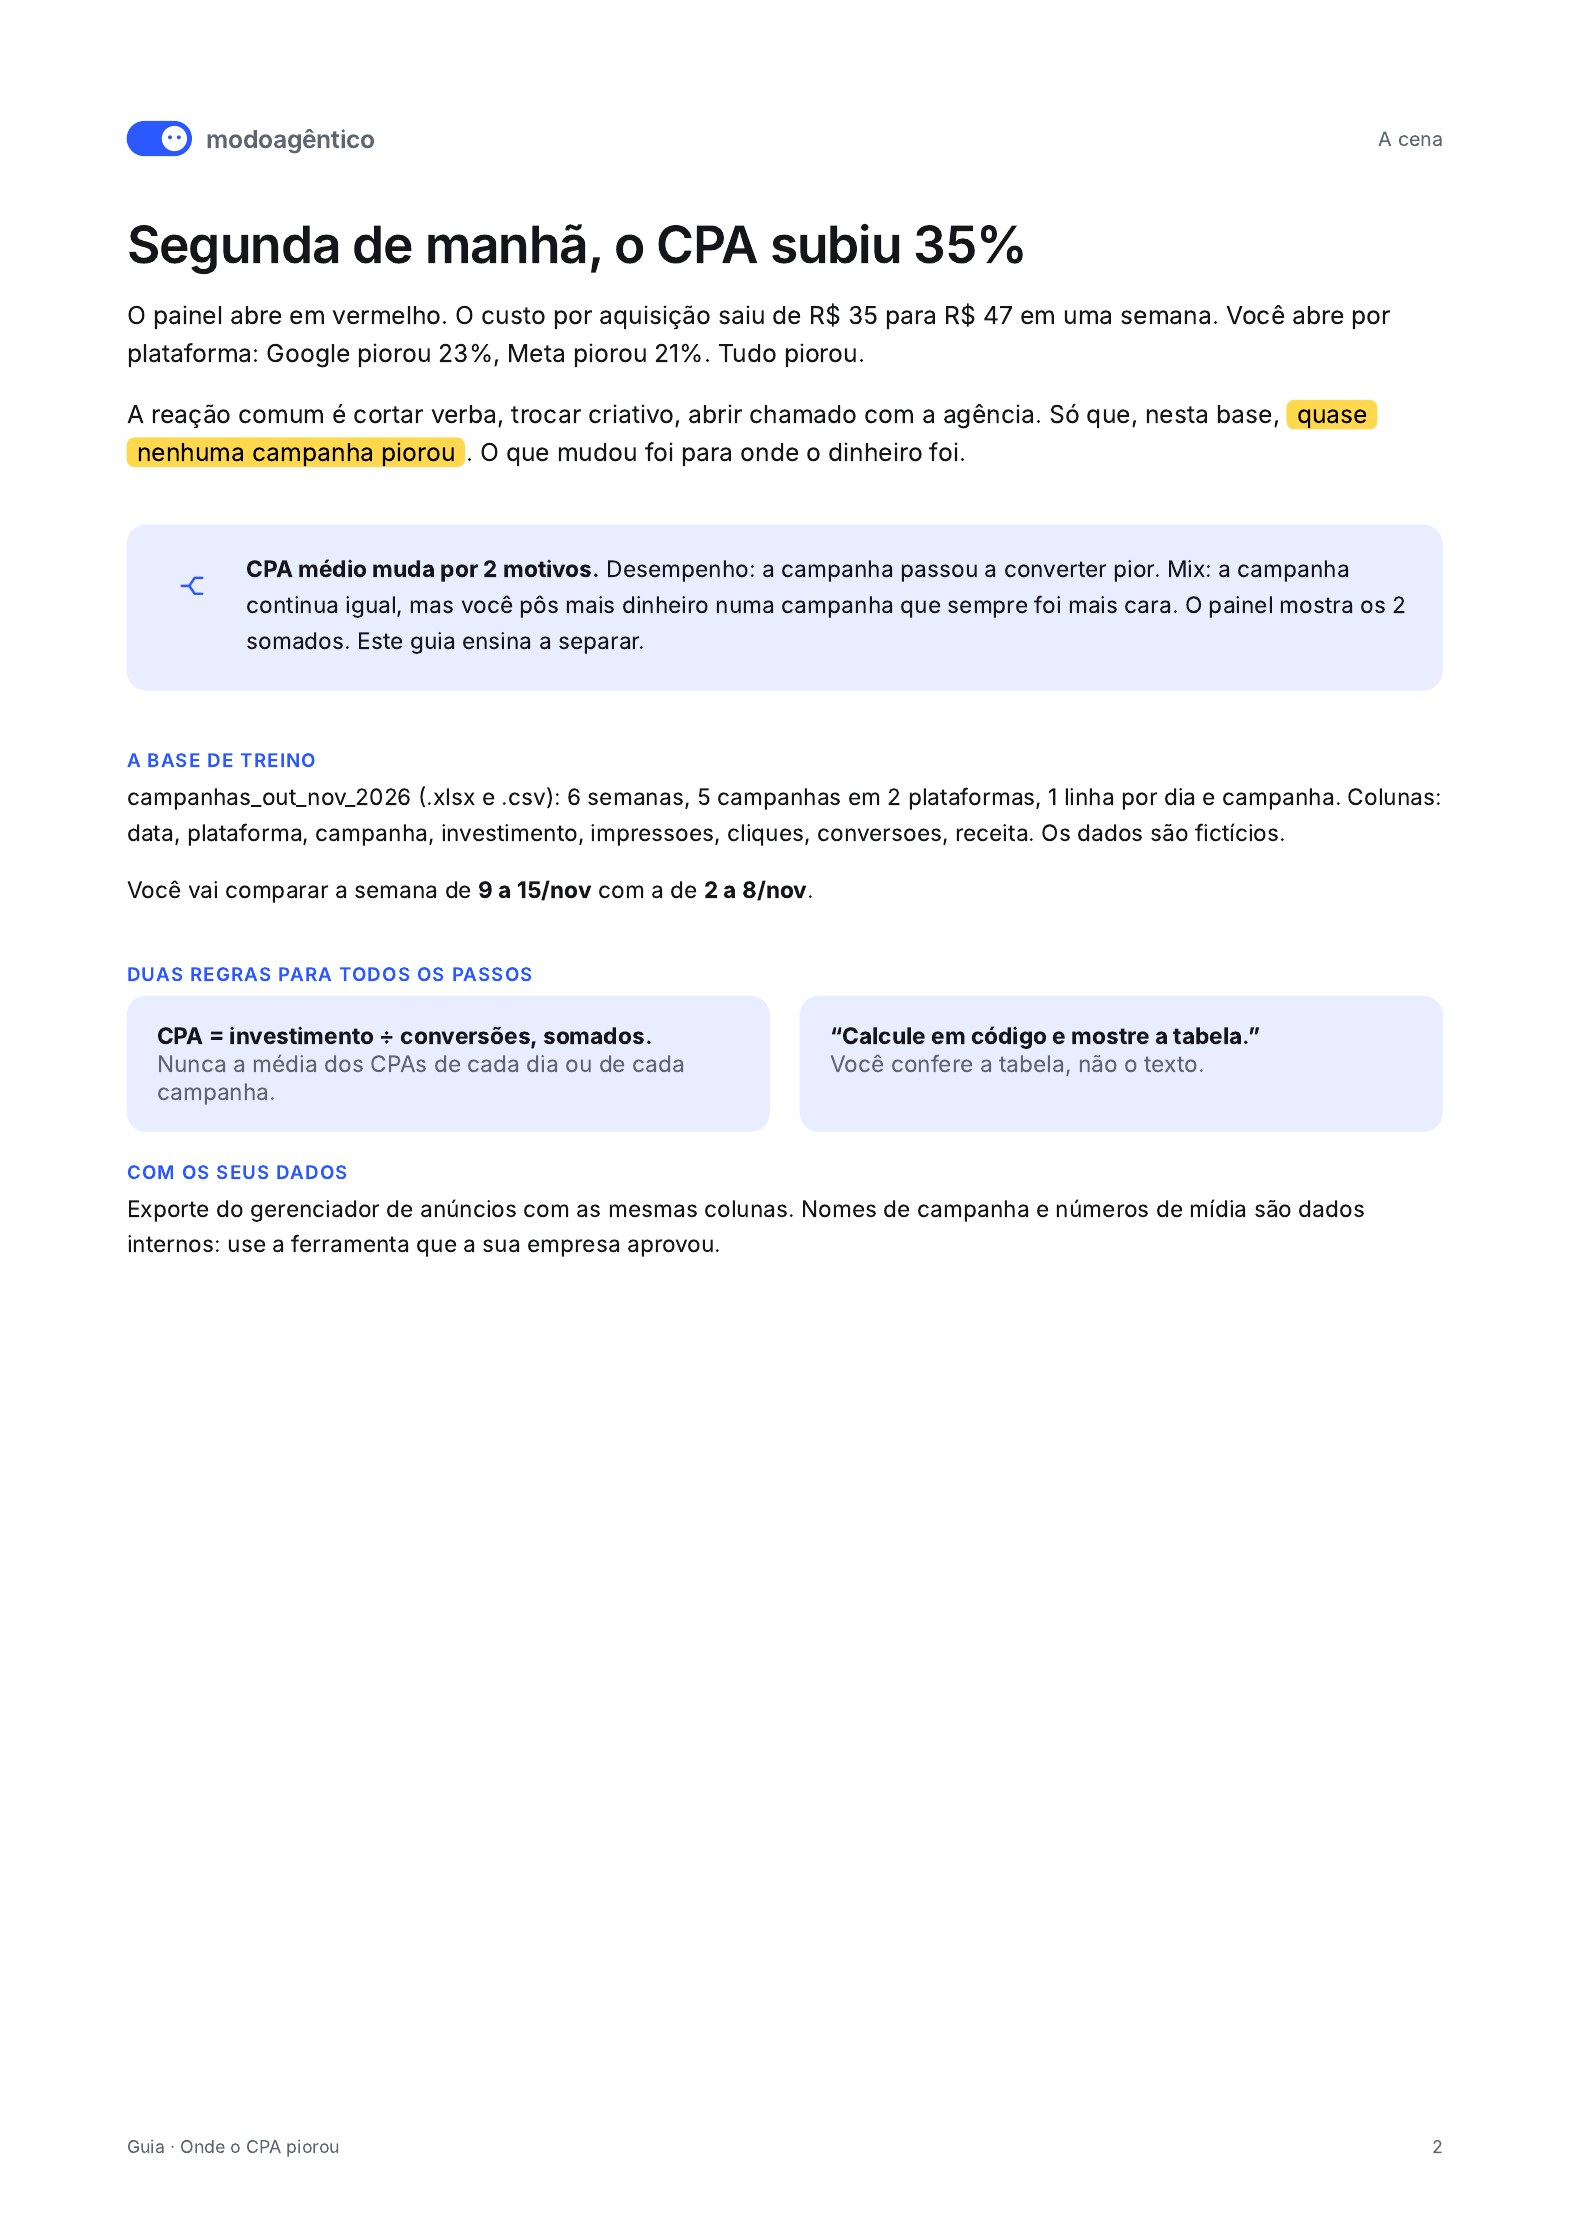 modoagêntico
A cena
Segunda de manhã, o CPA subiu 35%
O painel abre em vermelho. O custo por aquisição saiu de R$ 35 para R$ 47 em uma semana. Você abre por
plataforma: Google piorou 23%, Meta piorou 21%. Tudo piorou.
A reação comum é cortar verba, trocar criativo, abrir chamado com a agência. Só que, nesta base, quase
nenhuma campanha piorou. O que mudou foi para onde o dinheiro foi.
CPA médio muda por 2 motivos. Desempenho: a campanha passou a converter pior. Mix: a campanha
continua igual, mas você pôs mais dinheiro numa campanha que sempre foi mais cara. O painel mostra os 2
somados. Este guia ensina a separar.
A BASE DE TREINO
campanhas_out_nov_2026 (.xlsx e .csv): 6 semanas, 5 campanhas em 2 plataformas, 1 linha por dia e campanha. Colunas:
data, plataforma, campanha, investimento, impressoes, cliques, conversoes, receita. Os dados são fictícios.
Você vai comparar a semana de 9 a 15/nov com a de 2 a 8/nov.
DUAS REGRAS PARA TODOS OS PASSOS
CPA = investimento ÷ conversões, somados.
Nunca a média dos CPAs de cada dia ou de cada
campanha.
“Calcule em código e mostre a tabela.”
Você confere a tabela, não o texto.
COM OS SEUS DADOS
Exporte do gerenciador de anúncios com as mesmas colunas. Nomes de campanha e números de mídia são dados
internos: use a ferramenta que a sua empresa aprovou.
Guia · Onde o CPA piorou
2